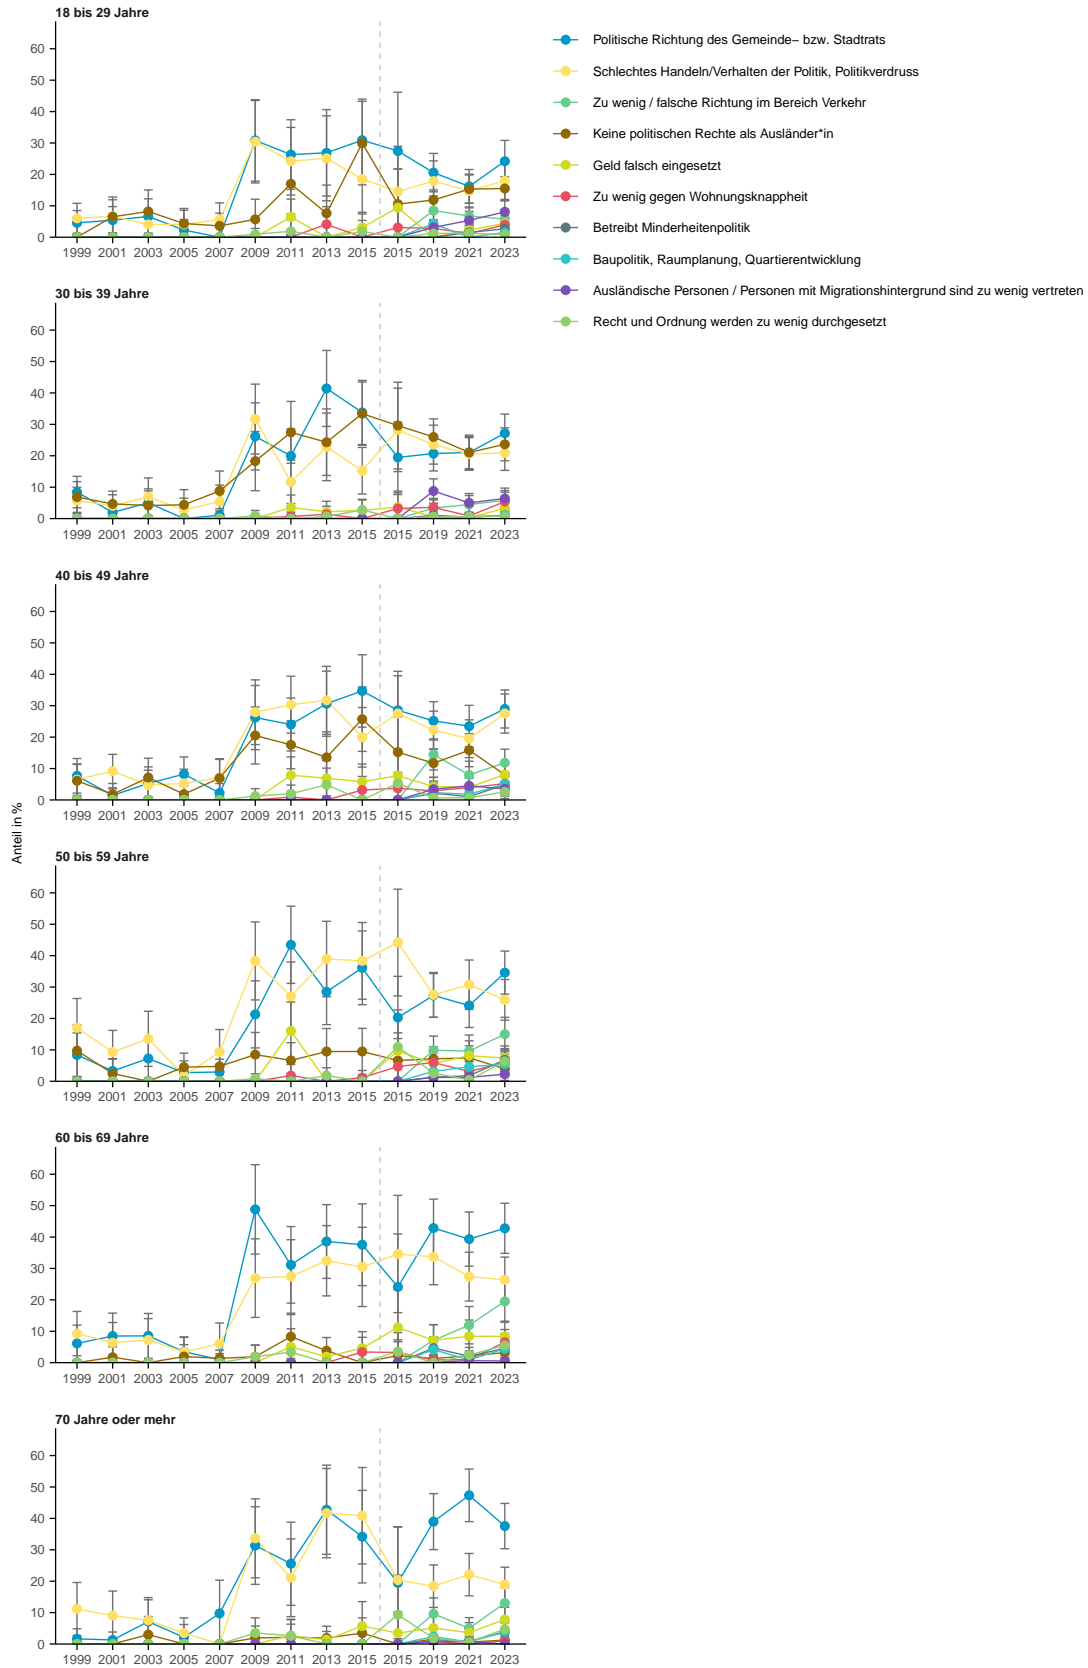 18 bis 29 Jahre
60
50
40
30
20
10
0
1999 2001 2003 2005 2007 2009 2011 2013 2015 2015 2019 2021 2023
Politische Richtung des Gemeinde− bzw. Stadtrats
Schlechtes Handeln/Verhalten der Politik, Politikverdruss
Zu wenig / falsche Richtung im Bereich Verkehr
Keine politischen Rechte als Ausländer*in
Geld falsch eingesetzt
Zu wenig gegen Wohnungsknappheit
Betreibt Minderheitenpolitik
Baupolitik, Raumplanung, Quartierentwicklung
Ausländische Personen / Personen mit Migrationshintergrund sind zu wenig vertreten
Recht und Ordnung werden zu wenig durchgesetzt
30 bis 39 Jahre
60
50
40
30
20
10
0
1999 2001 2003 2005 2007 2009 2011 2013 2015 2015 2019 2021 2023
40 bis 49 Jahre
60
50
40
30
20
10
0
1999 2001 2003 2005 2007 2009 2011 2013 2015 2015 2019 2021 2023
Anteil in %
50 bis 59 Jahre
60
50
40
30
20
10
0
1999 2001 2003 2005 2007 2009 2011 2013 2015 2015 2019 2021 2023
60 bis 69 Jahre
60
50
40
30
20
10
0
1999 2001 2003 2005 2007 2009 2011 2013 2015 2015 2019 2021 2023
70 Jahre oder mehr
60
50
40
30
20
10
0
1999 2001 2003 2005 2007 2009 2011 2013 2015 2015 2019 2021 2023